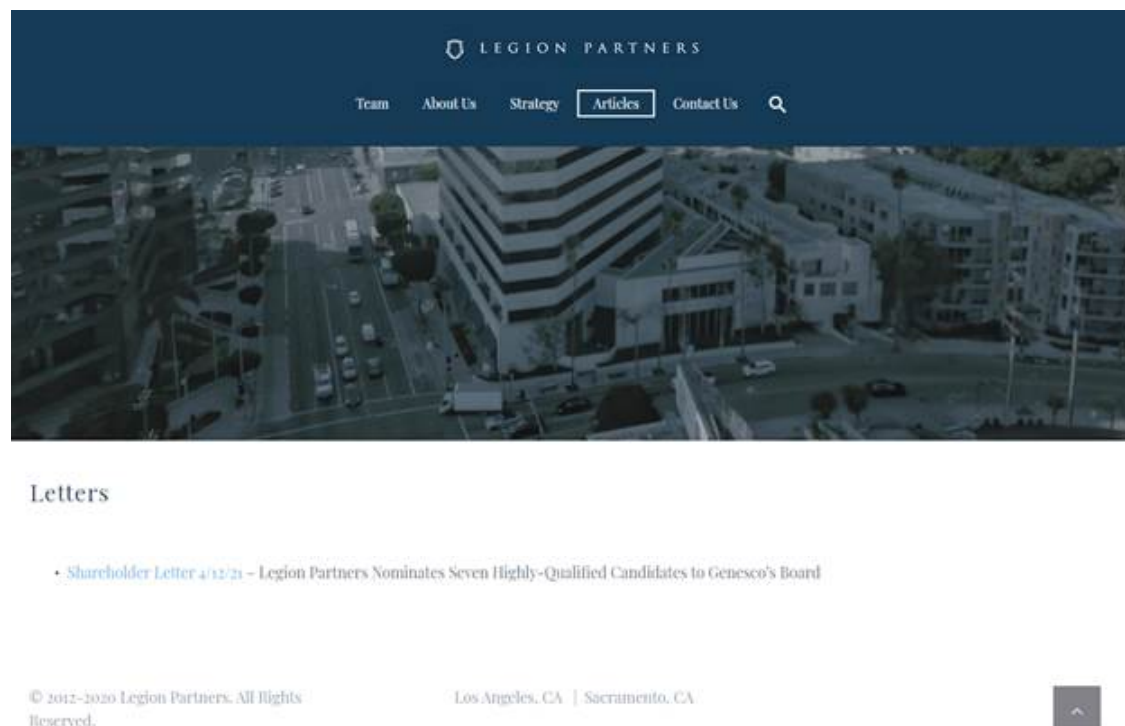 LEGION PARTNERS
Team About Us Strategy Articles Contact Us
Letters
• Shareholder Letter 4/12/21 – Legion Partners Nominates Seven Highly-Qualified Candidates to Genesco's Board
© 2012-2020 Legion Partners. All Rights
Reserved.
Los Angeles, CA | Sacramento, CA